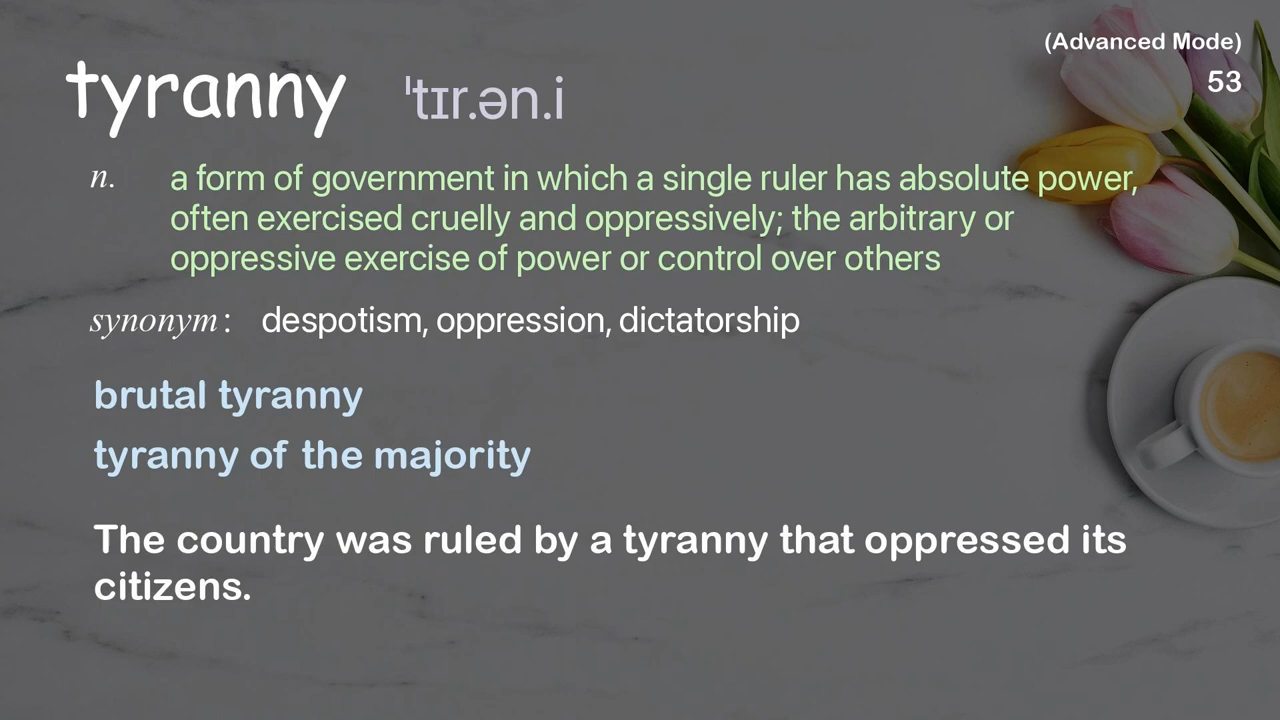 (Advanced Mode)
53
tyranny ˈtɪr.ən.i
n. a form of government in which a single ruler has absolute power,
often exercised cruelly and oppressively; the arbitrary or
oppressive exercise of power or control over others
synonym: despotism, oppression, dictatorship
brutal tyranny
tyranny of the majority
The country was ruled by a tyranny that oppressed its
citizens.